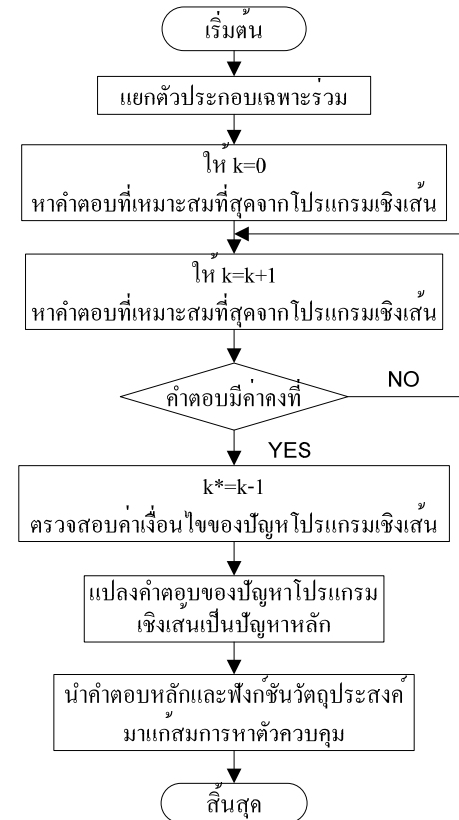 เริ่มต้น
แยกตัวประกอบเฉพาะร่วม
ให้ k=0
หาคำตอบที่เหมาะสมที่สุดจากโปรแกรมเชิงเส้น
ให้ k=k+1
หาคำตอบที่เหมาะสมที่สุดจากโปรแกรมเชิงเส้น
คำตอบมีค่าคงที่
NO
YES
k*=k-1
ตรวจสอบค่าเงื่อนไขของปัญหโปรแกรมเชิงเส้น
แปลงคำตอบของปัญหาโปรแกรม
เชิงเส้นเป็นปัญหาหลัก
นำคำตอบหลักและฟังก์ชันวัตถุประสงค์
มาแก้สมการหาตัวควบคุม
สิ้นสุด